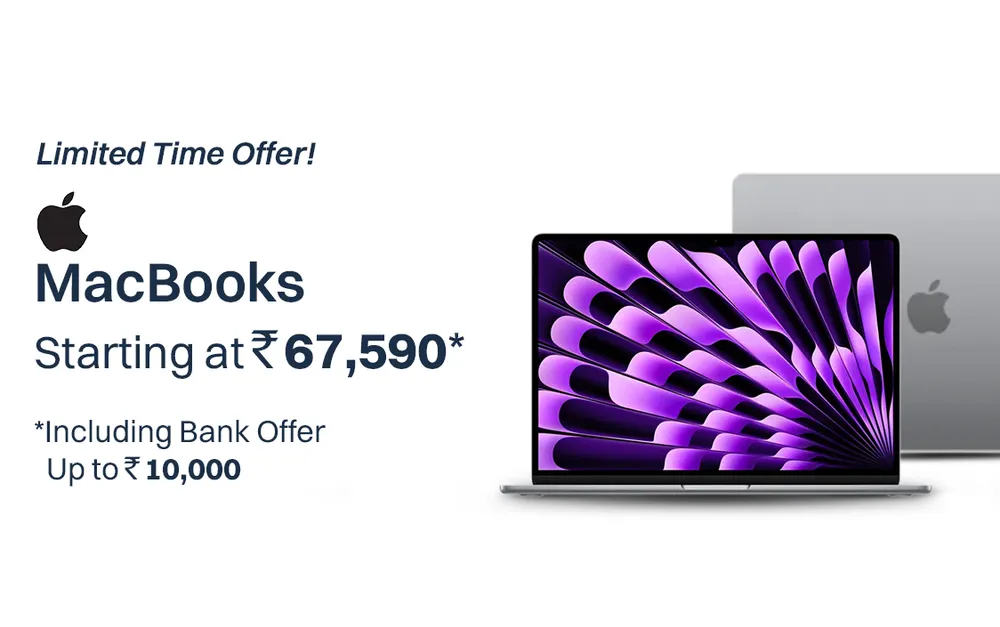 Limited Time Offer!
MacBooks
Starting at ₹67,590*
*Including Bank Offer
Up to ₹10,000